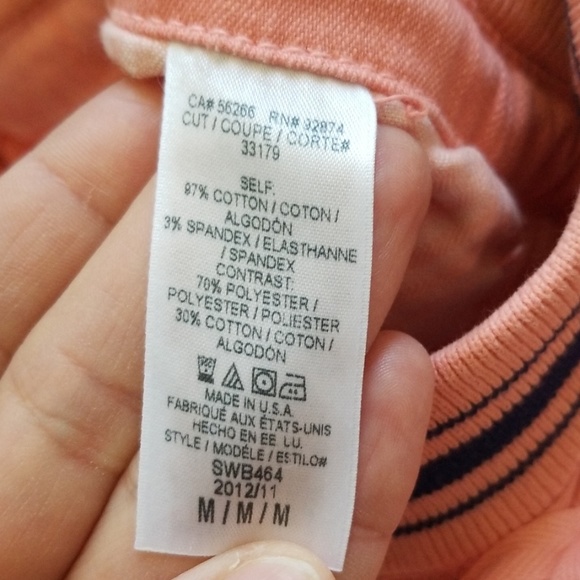 CA# 56266 RN# 92874
CUT / COUPE / CORTE#
33179
SELF:
97% COTTON / COTON /
ALGODÓN
3% SPANDEX / ELASTHANNE
/ SPANDEX
CONTRAST:
70% POLYESTER /
POLYESTER / POLIESTER
30% COTTON / COTON /
ALGODÓN
MADE IN U.S.A.
FABRIQUÉ AUX ÉTATS-UNIS
HECHO EN EE. UU.
STYLE / MODÉLE / ESTILO#
SWB464
2012/11
M / M / M